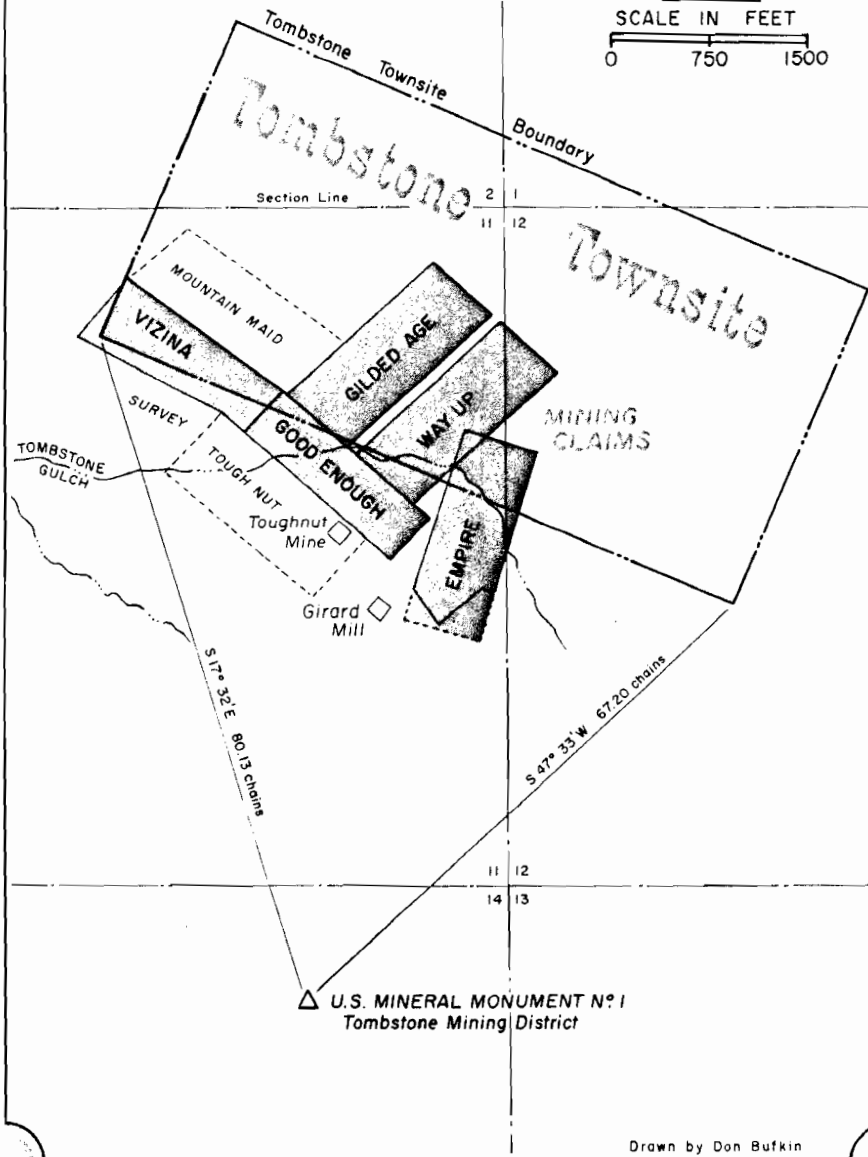 SCALE IN FEET
0 750 1500
Tombstone Townsite Boundary
Tombstone Townsite
Section Line
2 1
11 12
MOUNTAIN MAID
VIZINA
GILDED AGE
SURVEY
GOOD ENOUGH
WAY UP
MINING
CLAIMS
TOMBSTONE
GULCH
TOUGH NUT
Toughnut
Mine
EMPIRE
Girard
Mill
S 17° 32'E 80.13 chains
S 47° 33'W 67.20 chains
11 12
14 13
U.S. MINERAL MONUMENT Nº 1
Tombstone Mining District
Drawn by Don Bufkin